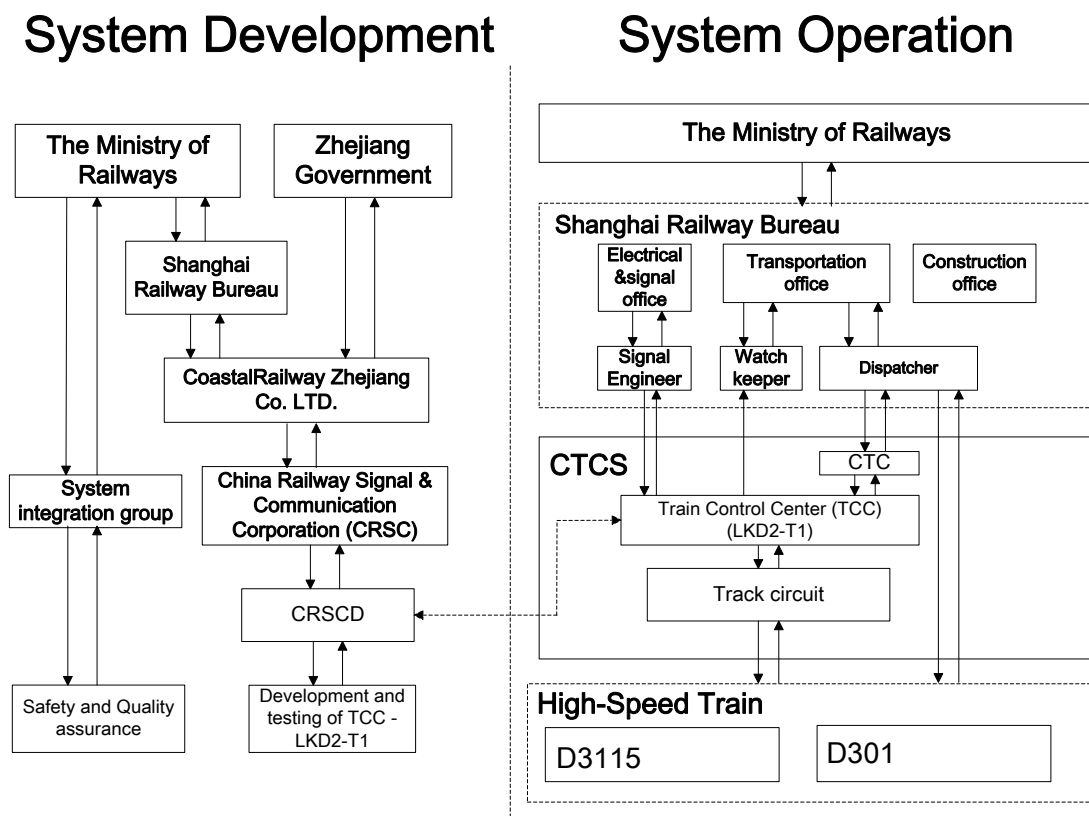 System Development
System Operation
The Ministry of
Railways
Zhejiang
Government
Shanghai
Railway Bureau
CoastalRailway Zhejiang
Co. LTD.
System
integration group
China Railway Signal &
Communication
Corporation (CRSC)
CRSCD
Safety and Quality
assurance
Development and
testing of TCC -
LKD2-T1
The Ministry of Railways
Shanghai Railway Bureau
Electrical
&signal
office
Transportation
office
Construction
office
Signal
Engineer
Watch
keeper
Dispatcher
CTCS
CTC
Train Control Center (TCC)
(LKD2-T1)
Track circuit
High-Speed Train
D3115
D301